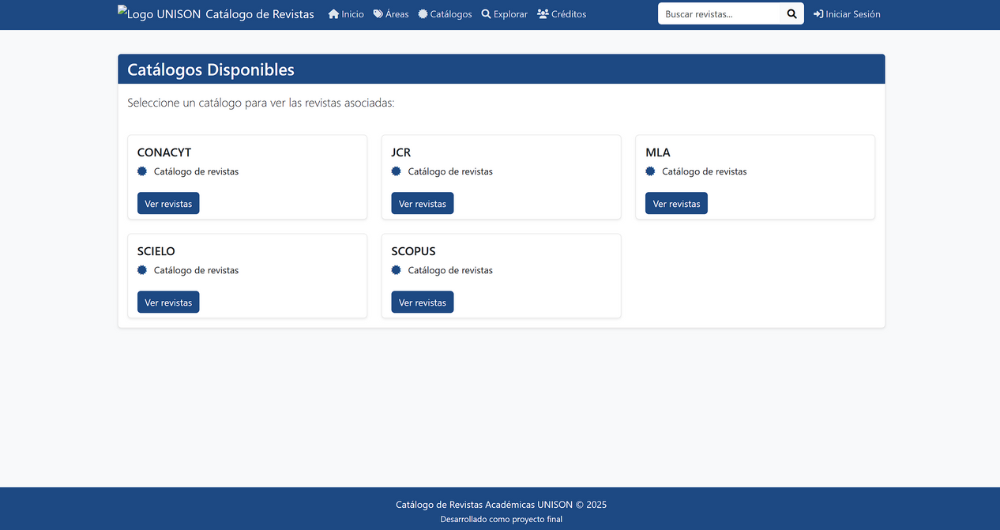 Logo UNISON Catálogo de Revistas Inicio Áreas Catálogos Explorar Créditos Buscar revistas... Iniciar Sesión
Catálogos Disponibles
Seleccione un catálogo para ver las revistas asociadas:
CONACYT
Catálogo de revistas
Ver revistas
JCR
Catálogo de revistas
Ver revistas
MLA
Catálogo de revistas
Ver revistas
SCIELO
Catálogo de revistas
Ver revistas
SCOPUS
Catálogo de revistas
Ver revistas
Catálogo de Revistas Académicas UNISON © 2025
Desarrollado como proyecto final